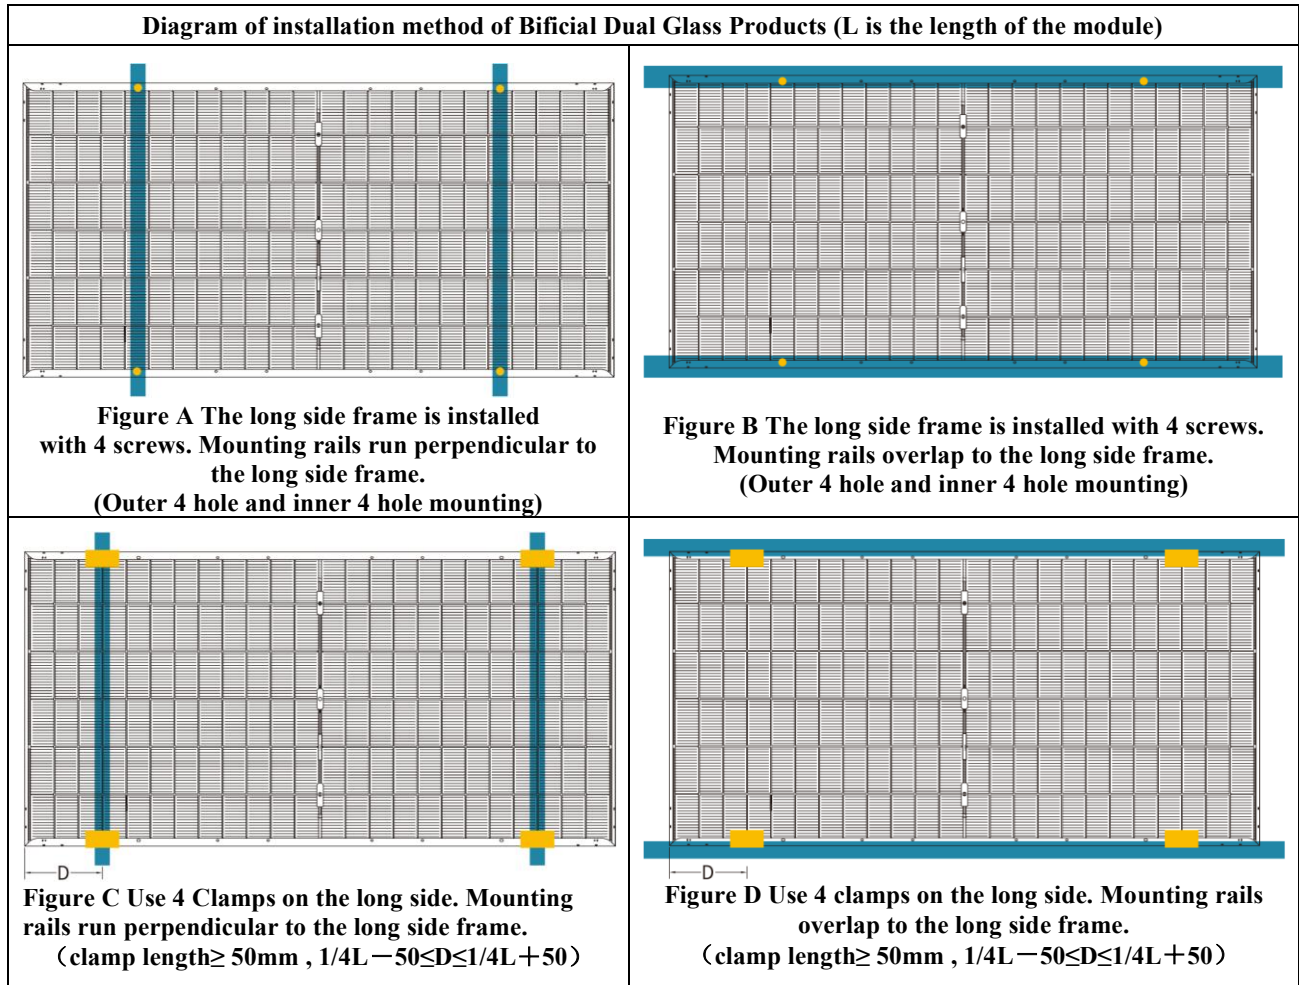 Diagram of installation method of Bificial Dual Glass Products (L is the length of the module)
Figure A The long side frame is installed
with 4 screws. Mounting rails run perpendicular to
the long side frame.
(Outer 4 hole and inner 4 hole mounting)
Figure B The long side frame is installed with 4 screws.
Mounting rails overlap to the long side frame.
(Outer 4 hole and inner 4 hole mounting)
D
Figure C Use 4 Clamps on the long side. Mounting
rails run perpendicular to the long side frame.
（clamp length≥ 50mm , 1/4L－50≤D≤1/4L＋50）
D
Figure D Use 4 clamps on the long side. Mounting rails
overlap to the long side frame.
（clamp length≥ 50mm , 1/4L－50≤D≤1/4L＋50）